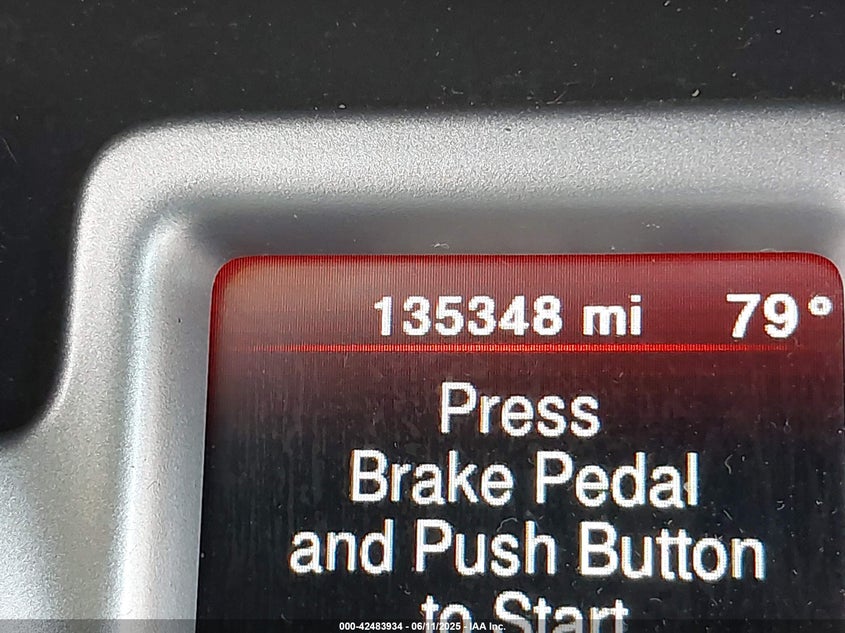 135348 mi 79°
Press
Brake Pedal
and Push Button
to Start
000-42483934 - 06/11/2025 - IAA Inc.